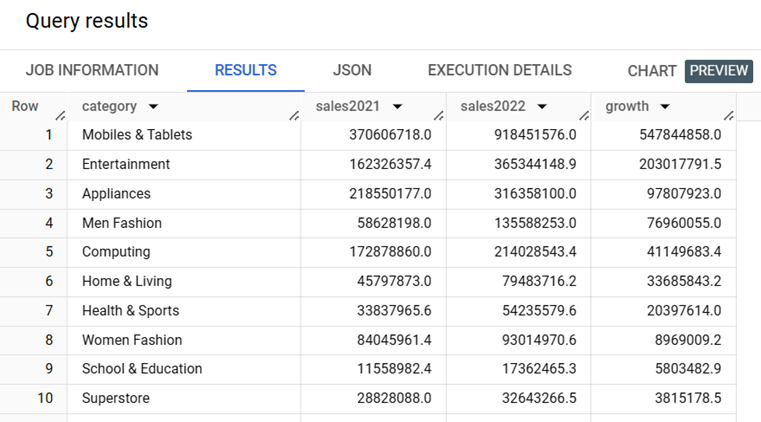 Query results
JOB INFORMATION RESULTS JSON EXECUTION DETAILS CHART PREVIEW
Row category sales2021 sales2022 growth
1 Mobiles & Tablets 370606718.0 918451576.0 547844858.0
2 Entertainment 162326357.4 365344148.9 203017791.5
3 Appliances 218550177.0 316358100.0 97807923.0
4 Men Fashion 58628198.0 135588253.0 76960055.0
5 Computing 172878860.0 214028543.4 41149683.4
6 Home & Living 45797873.0 79483716.2 33685843.2
7 Health & Sports 33837965.6 54235579.6 20397614.0
8 Women Fashion 84045961.4 93014970.6 8969009.2
9 School & Education 11558982.4 17362465.3 5803482.9
10 Superstore 28828088.0 32643266.5 3815178.5